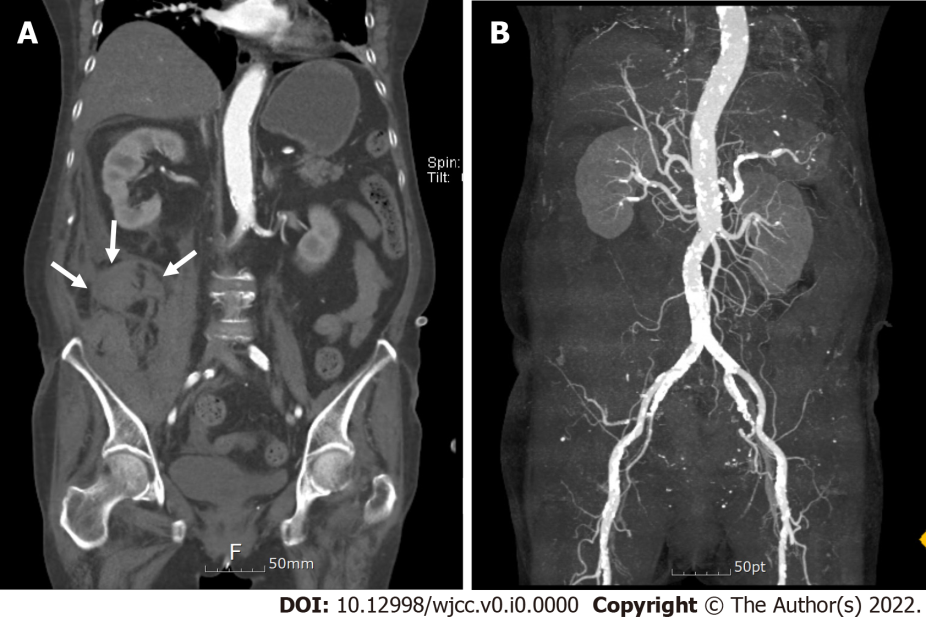 A
B
Spin:
Tilt:
F
50mm
50pt
DOI: 10.12998/wjcc.v0.i0.0000 Copyright © The Author(s) 2022.